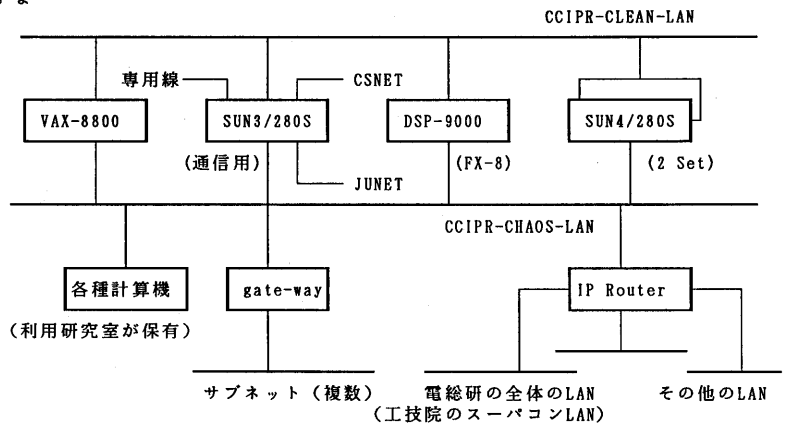 CCIPR-CLEAN-LAN
専用線
CSNET
VAX-8800
SUN3/280S
DSP-9000
SUN4/280S
(通信用)
(FX-8)
(2 Set)
JUNET
CCIPR-CHAOS-LAN
各種計算機
gate-way
IP Router
(利用研究室が保有)
サブネット(複数)
電総研の全体のLAN
その他のLAN
(工技院のスーパコンLAN)